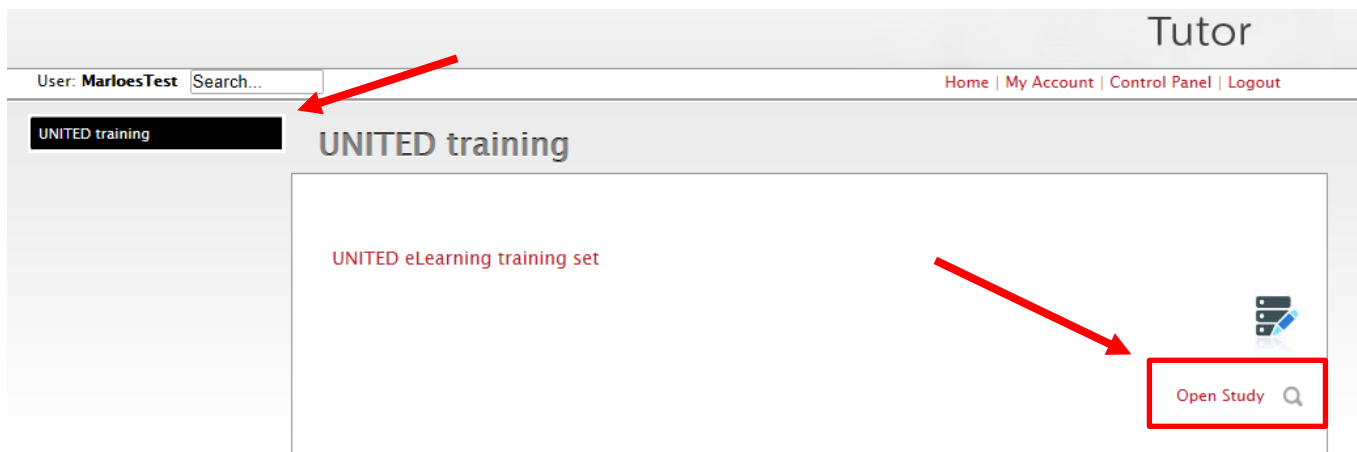 Tutor
User: MarloesTest Search... Home | My Account | Control Panel | Logout
UNITED training
UNITED training
UNITED eLearning training set
Open Study